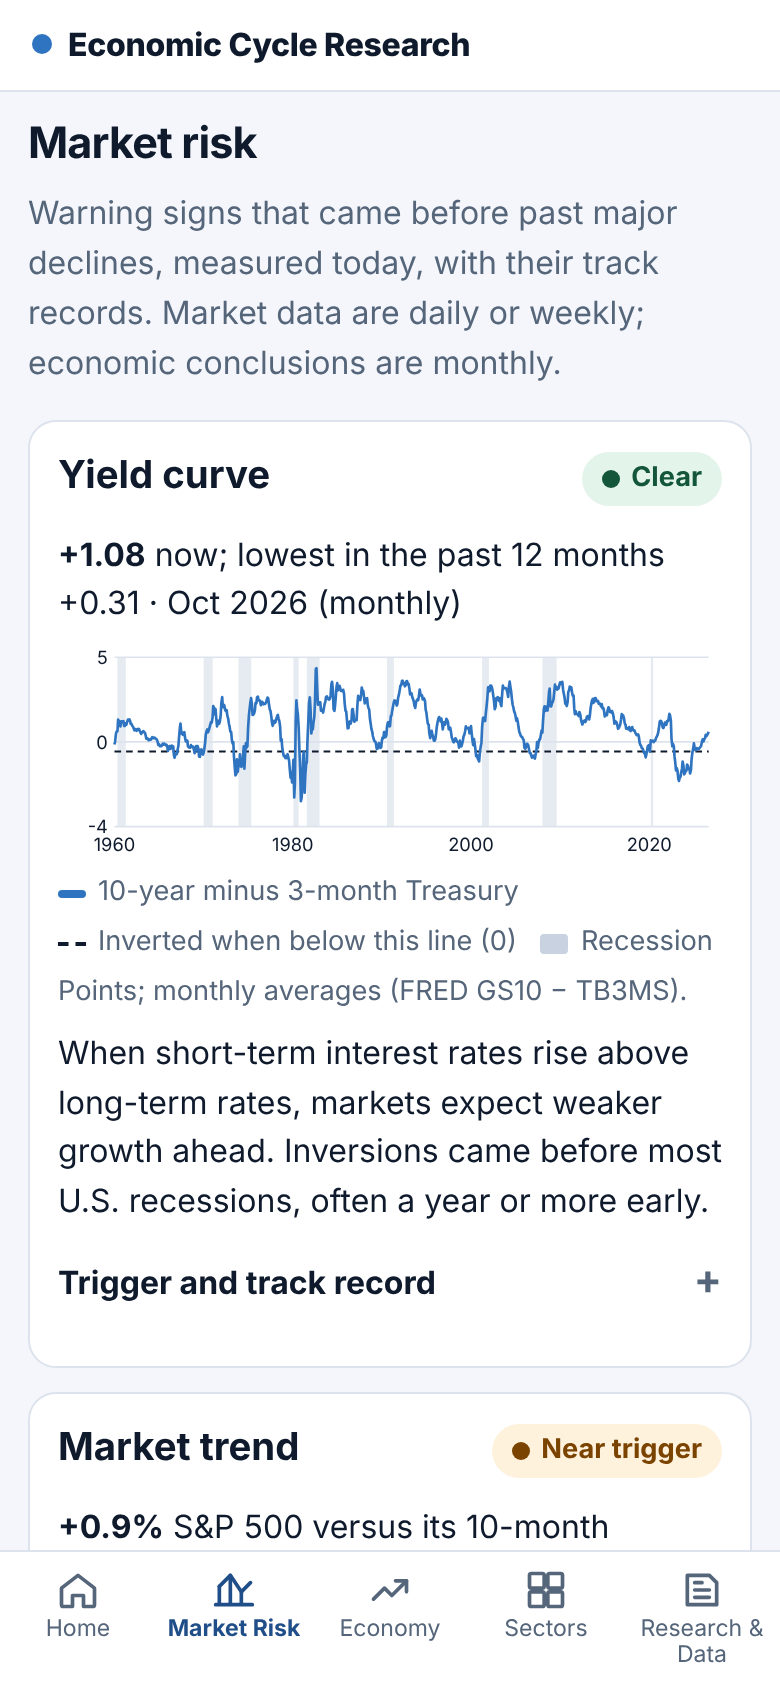 Economic Cycle Research
Market risk
Warning signs that came before past major
declines, measured today, with their track
records. Market data are daily or weekly;
economic conclusions are monthly.
Yield curve
Clear
+1.08 now; lowest in the past 12 months
+0.31 · Oct 2026 (monthly)
5
0
-4
1960 1980 2000 2020
10-year minus 3-month Treasury
Inverted when below this line (0) Recession
Points; monthly averages (FRED GS10 − TB3MS).
When short-term interest rates rise above
long-term rates, markets expect weaker
growth ahead. Inversions came before most
U.S. recessions, often a year or more early.
Trigger and track record +
Market trend
Near trigger
+0.9% S&P 500 versus its 10-month
Home
Market Risk
Economy
Sectors
Research &
Data